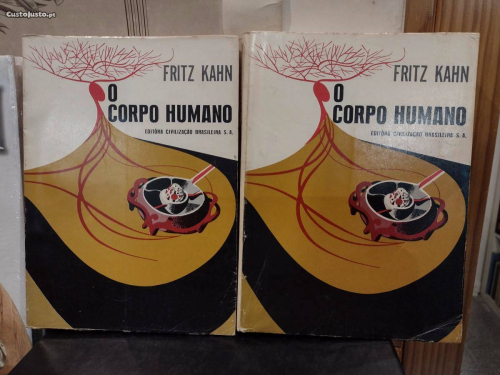 CustoJusto.pt
FRITZ KAHN
O
CORPO HUMANO
EDITÔRA CIVILIZAÇÃO BRASILEIRA S. A.
FRITZ KAHN
O
CORPO HUMANO
EDITÔRA CIVILIZAÇÃO BRASILEIRA S. A.